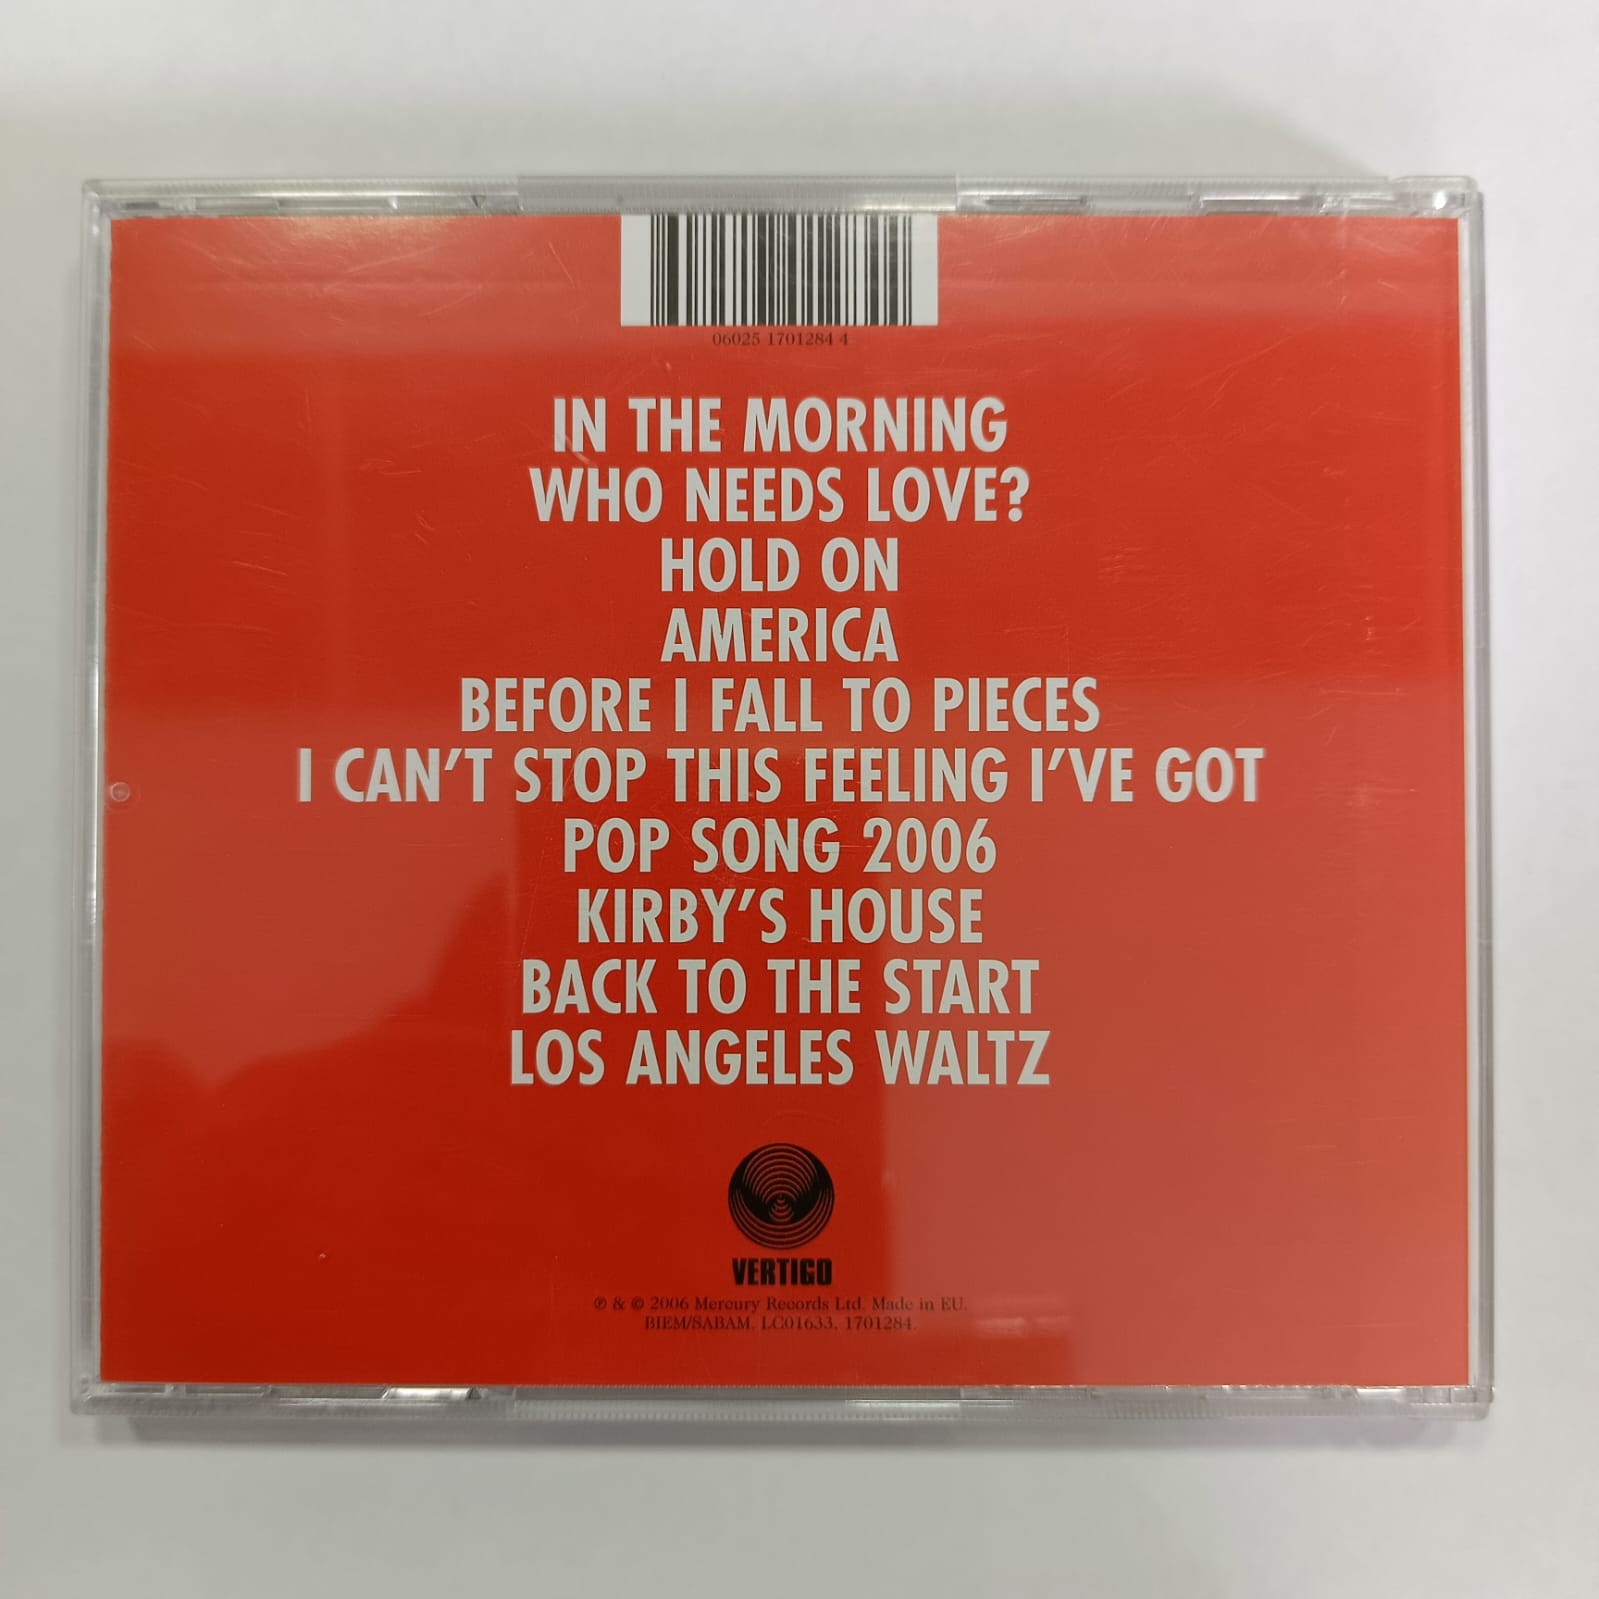 06025 1701284 4
IN THE MORNING
WHO NEEDS LOVE?
HOLD ON
AMERICA
BEFORE I FALL TO PIECES
I CAN'T STOP THIS FEELING I'VE GOT
POP SONG 2006
KIRBY'S HOUSE
BACK TO THE START
LOS ANGELES WALTZ
VERTIGO
℗ & © 2006 Mercury Records Ltd. Made in EU.
BIEM/SABAM. LC01633. 1701284.